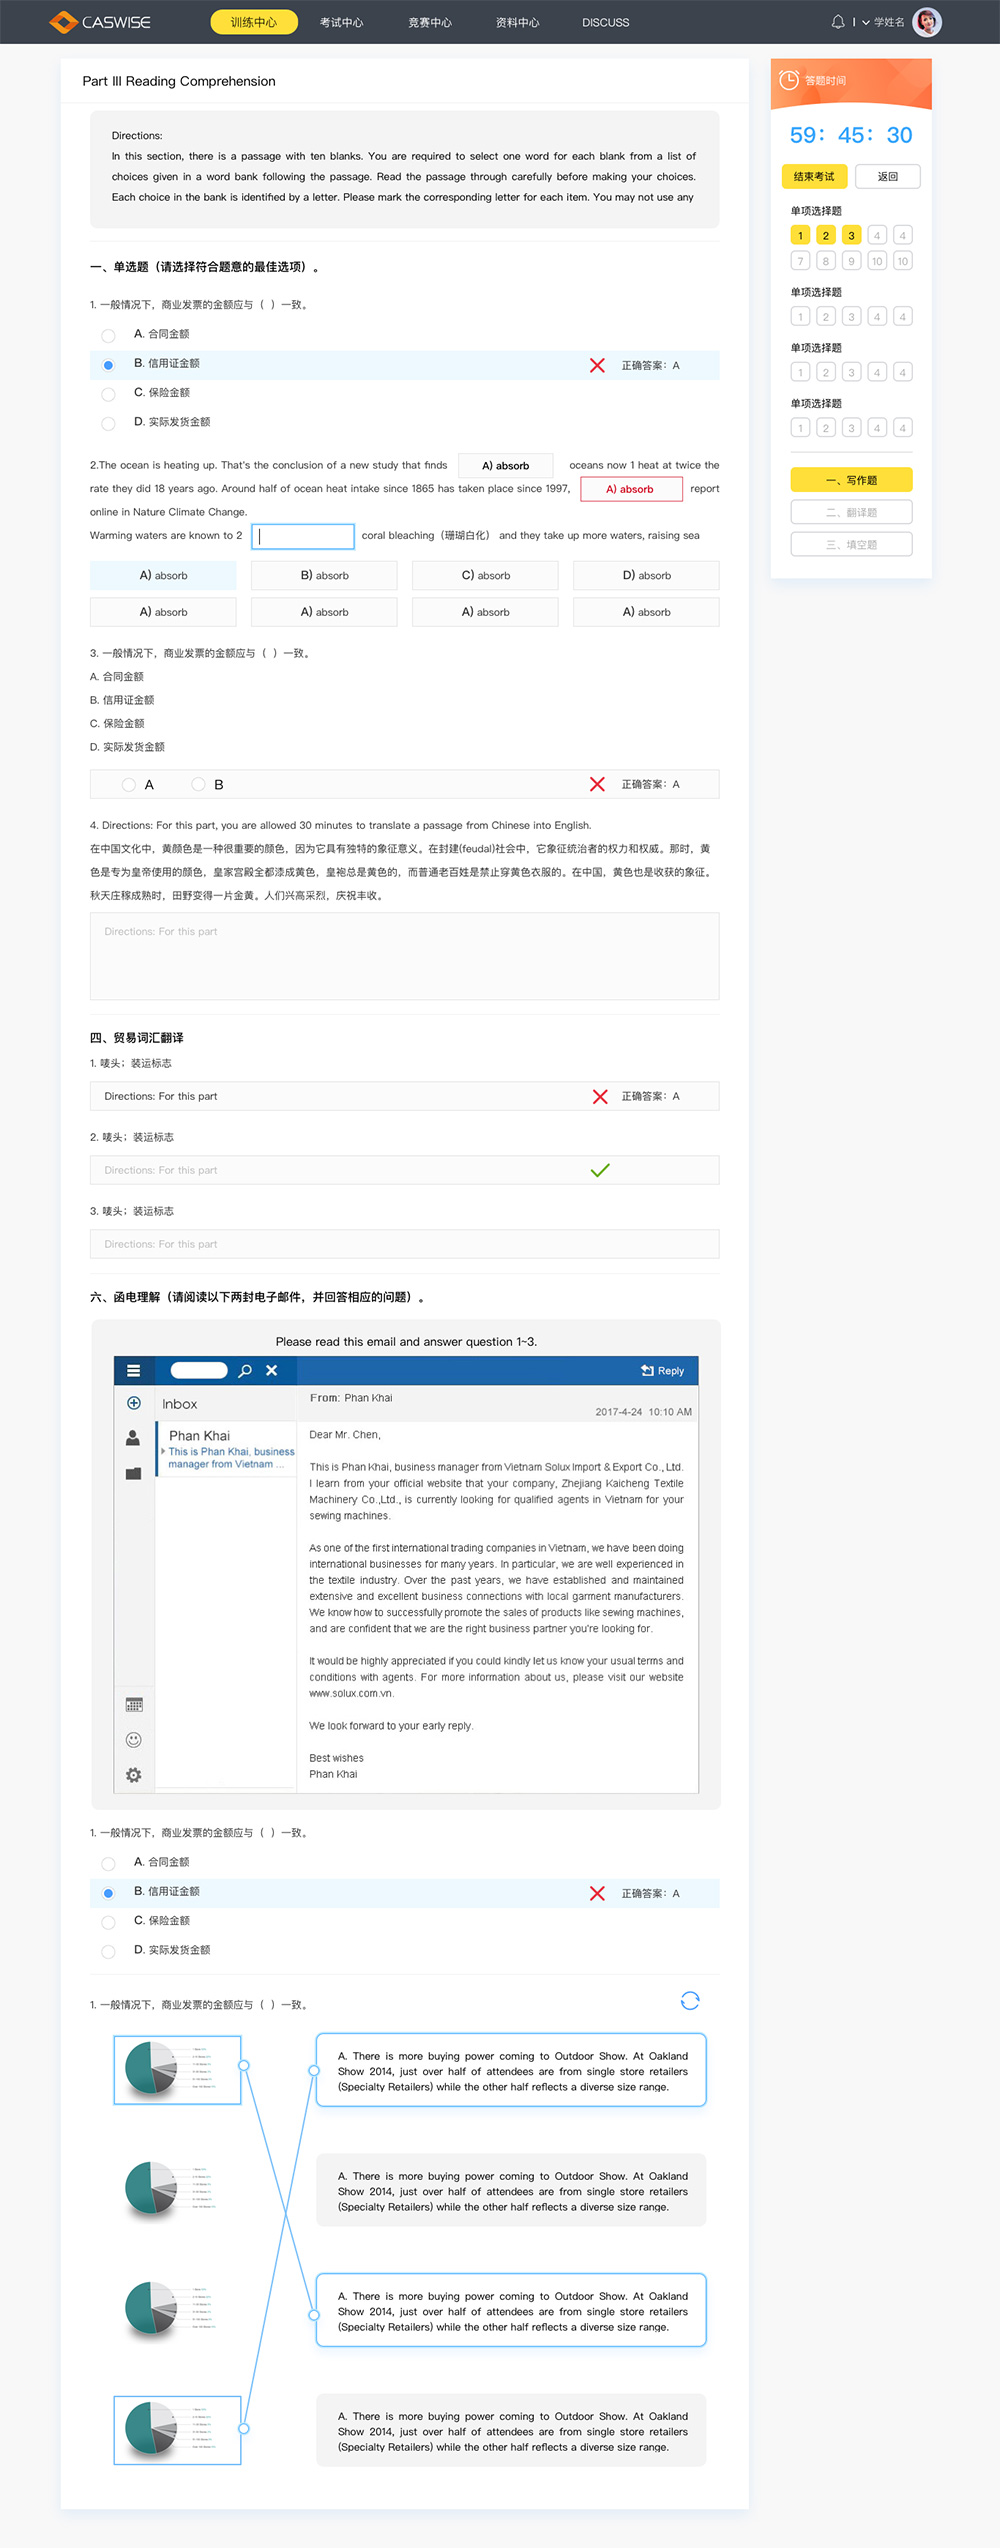 CASWISE
训练中心
考试中心
竞赛中心
资料中心
DISCUSS
学姓名
Part III Reading Comprehension
Directions:
In this section, there is a passage with ten blanks. You are required to select one word for each blank from a list of
choices given in a word bank following the passage. Read the passage through carefully before making your choices.
Each choice in the bank is identified by a letter. Please mark the corresponding letter for each item. You may not use any
一、单选题（请选择符合题意的最佳选项）。
1. 一般情况下，商业发票的金额应与（ ）一致。
A. 合同金额
B. 信用证金额
正确答案：A
C. 保险金额
D. 实际发货金额
2.The ocean is heating up. That's the conclusion of a new study that finds A) absorb oceans now 1 heat at twice the
rate they did 18 years ago. Around half of ocean heat intake since 1865 has taken place since 1997, A) absorb report
online in Nature Climate Change.
Warming waters are known to 2 coral bleaching（珊瑚白化） and they take up more waters, raising sea
A) absorb
B) absorb
C) absorb
D) absorb
A) absorb
A) absorb
A) absorb
A) absorb
3. 一般情况下，商业发票的金额应与（ ）一致。
A. 合同金额
B. 信用证金额
C. 保险金额
D. 实际发货金额
A
B
正确答案：A
4. Directions: For this part, you are allowed 30 minutes to translate a passage from Chinese into English.
在中国文化中，黄颜色是一种很重要的颜色，因为它具有独特的象征意义。在封建(feudal)社会中，它象征统治者的权力和权威。那时，黄
色是专为皇帝使用的颜色，皇家宫殿全都漆成黄色，皇袍总是黄色的，而普通老百姓是禁止穿黄色衣服的。在中国，黄色也是收获的象征。
秋天庄稼成熟时，田野变得一片金黄。人们兴高采烈，庆祝丰收。
Directions: For this part
四、贸易词汇翻译
1. 唛头；装运标志
Directions: For this part
正确答案：A
2. 唛头；装运标志
Directions: For this part
3. 唛头；装运标志
Directions: For this part
六、函电理解（请阅读以下两封电子邮件，并回答相应的问题）。
Please read this email and answer question 1~3.
Reply
Inbox
Phan Khai
This is Phan Khai, business
manager from Vietnam ...
From: Phan Khai
2017-4-24 10:10 AM
Dear Mr. Chen,
This is Phan Khai, business manager from Vietnam Solux Import & Export Co., Ltd.
I learn from your official website that your company, Zhejiang Kaicheng Textile
Machinery Co.,Ltd., is currently looking for qualified agents in Vietnam for your
sewing machines.
As one of the first international trading companies in Vietnam, we have been doing
international businesses for many years. In particular, we are well experienced in
the textile industry. Over the past years, we have established and maintained
extensive and excellent business connections with local garment manufacturers.
We know how to successfully promote the sales of products like sewing machines,
and are confident that we are the right business partner you're looking for.
It would be highly appreciated if you could kindly let us know your usual terms and
conditions with agents. For more information about us, please visit our website
www.solux.com.vn.
We look forward to your early reply.
Best wishes
Phan Khai
1. 一般情况下，商业发票的金额应与（ ）一致。
A. 合同金额
B. 信用证金额
正确答案：A
C. 保险金额
D. 实际发货金额
1. 一般情况下，商业发票的金额应与（ ）一致。
A. There is more buying power coming to Outdoor Show. At Oakland
Show 2014, just over half of attendees are from single store retailers
(Specialty Retailers) while the other half reflects a diverse size range.
A. There is more buying power coming to Outdoor Show. At Oakland
Show 2014, just over half of attendees are from single store retailers
(Specialty Retailers) while the other half reflects a diverse size range.
A. There is more buying power coming to Outdoor Show. At Oakland
Show 2014, just over half of attendees are from single store retailers
(Specialty Retailers) while the other half reflects a diverse size range.
A. There is more buying power coming to Outdoor Show. At Oakland
Show 2014, just over half of attendees are from single store retailers
(Specialty Retailers) while the other half reflects a diverse size range.
答题时间
59：45：30
结束考试
返回
单项选择题
1 2 3 4 4
7 8 9 10 10
单项选择题
1 2 3 4 4
单项选择题
1 2 3 4 4
单项选择题
1 2 3 4 4
一、写作题
二、翻译题
三、填空题